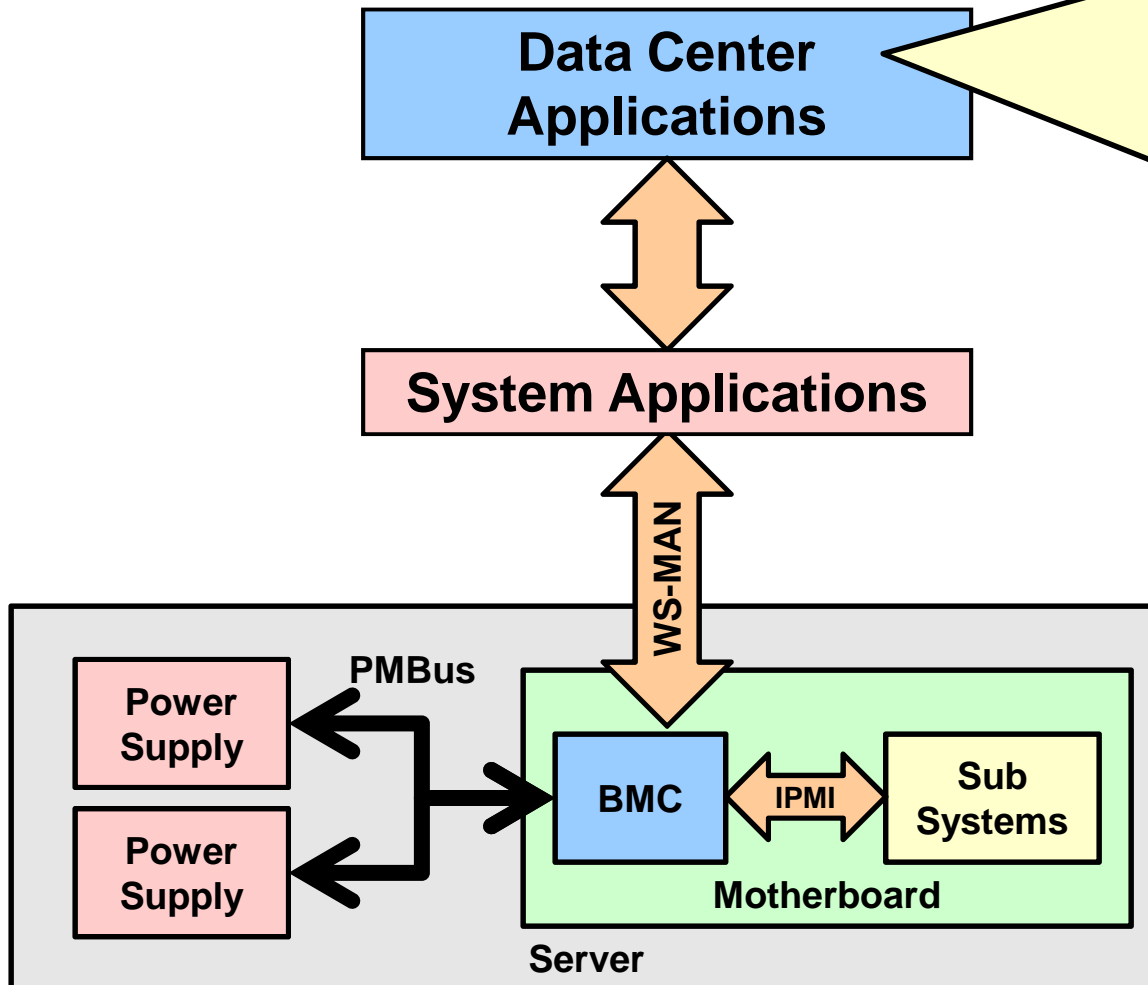 Data Center
Applications
System Applications
WS-MAN
PMBus
Power
Supply
BMC
IPMI
Sub
Systems
Power
Supply
Motherboard
Server